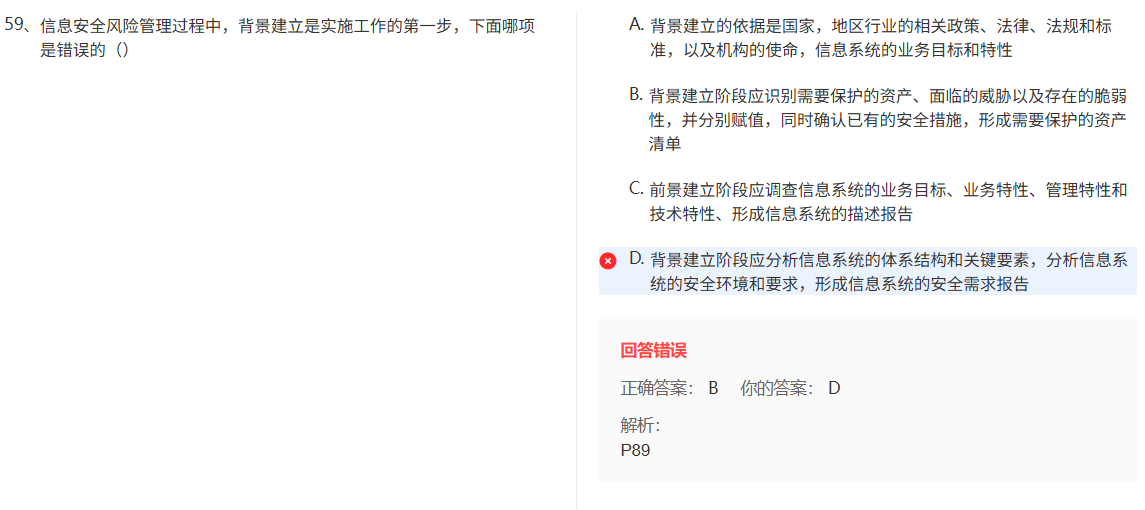 59、信息安全风险管理过程中，背景建立是实施工作的第一步，下面哪项
是错误的（）
A. 背景建立的依据是国家，地区行业的相关政策、法律、法规和标
准，以及机构的使命，信息系统的业务目标和特性
B. 背景建立阶段应识别需要保护的资产、面临的威胁以及存在的脆弱
性，并分别赋值，同时确认已有的安全措施，形成需要保护的资产
清单
C. 前景建立阶段应调查信息系统的业务目标、业务特性、管理特性和
技术特性、形成信息系统的描述报告
D. 背景建立阶段应分析信息系统的体系结构和关键要素，分析信息系
统的安全环境和要求，形成信息系统的安全需求报告
回答错误
正确答案： B 你的答案： D
解析：
P89